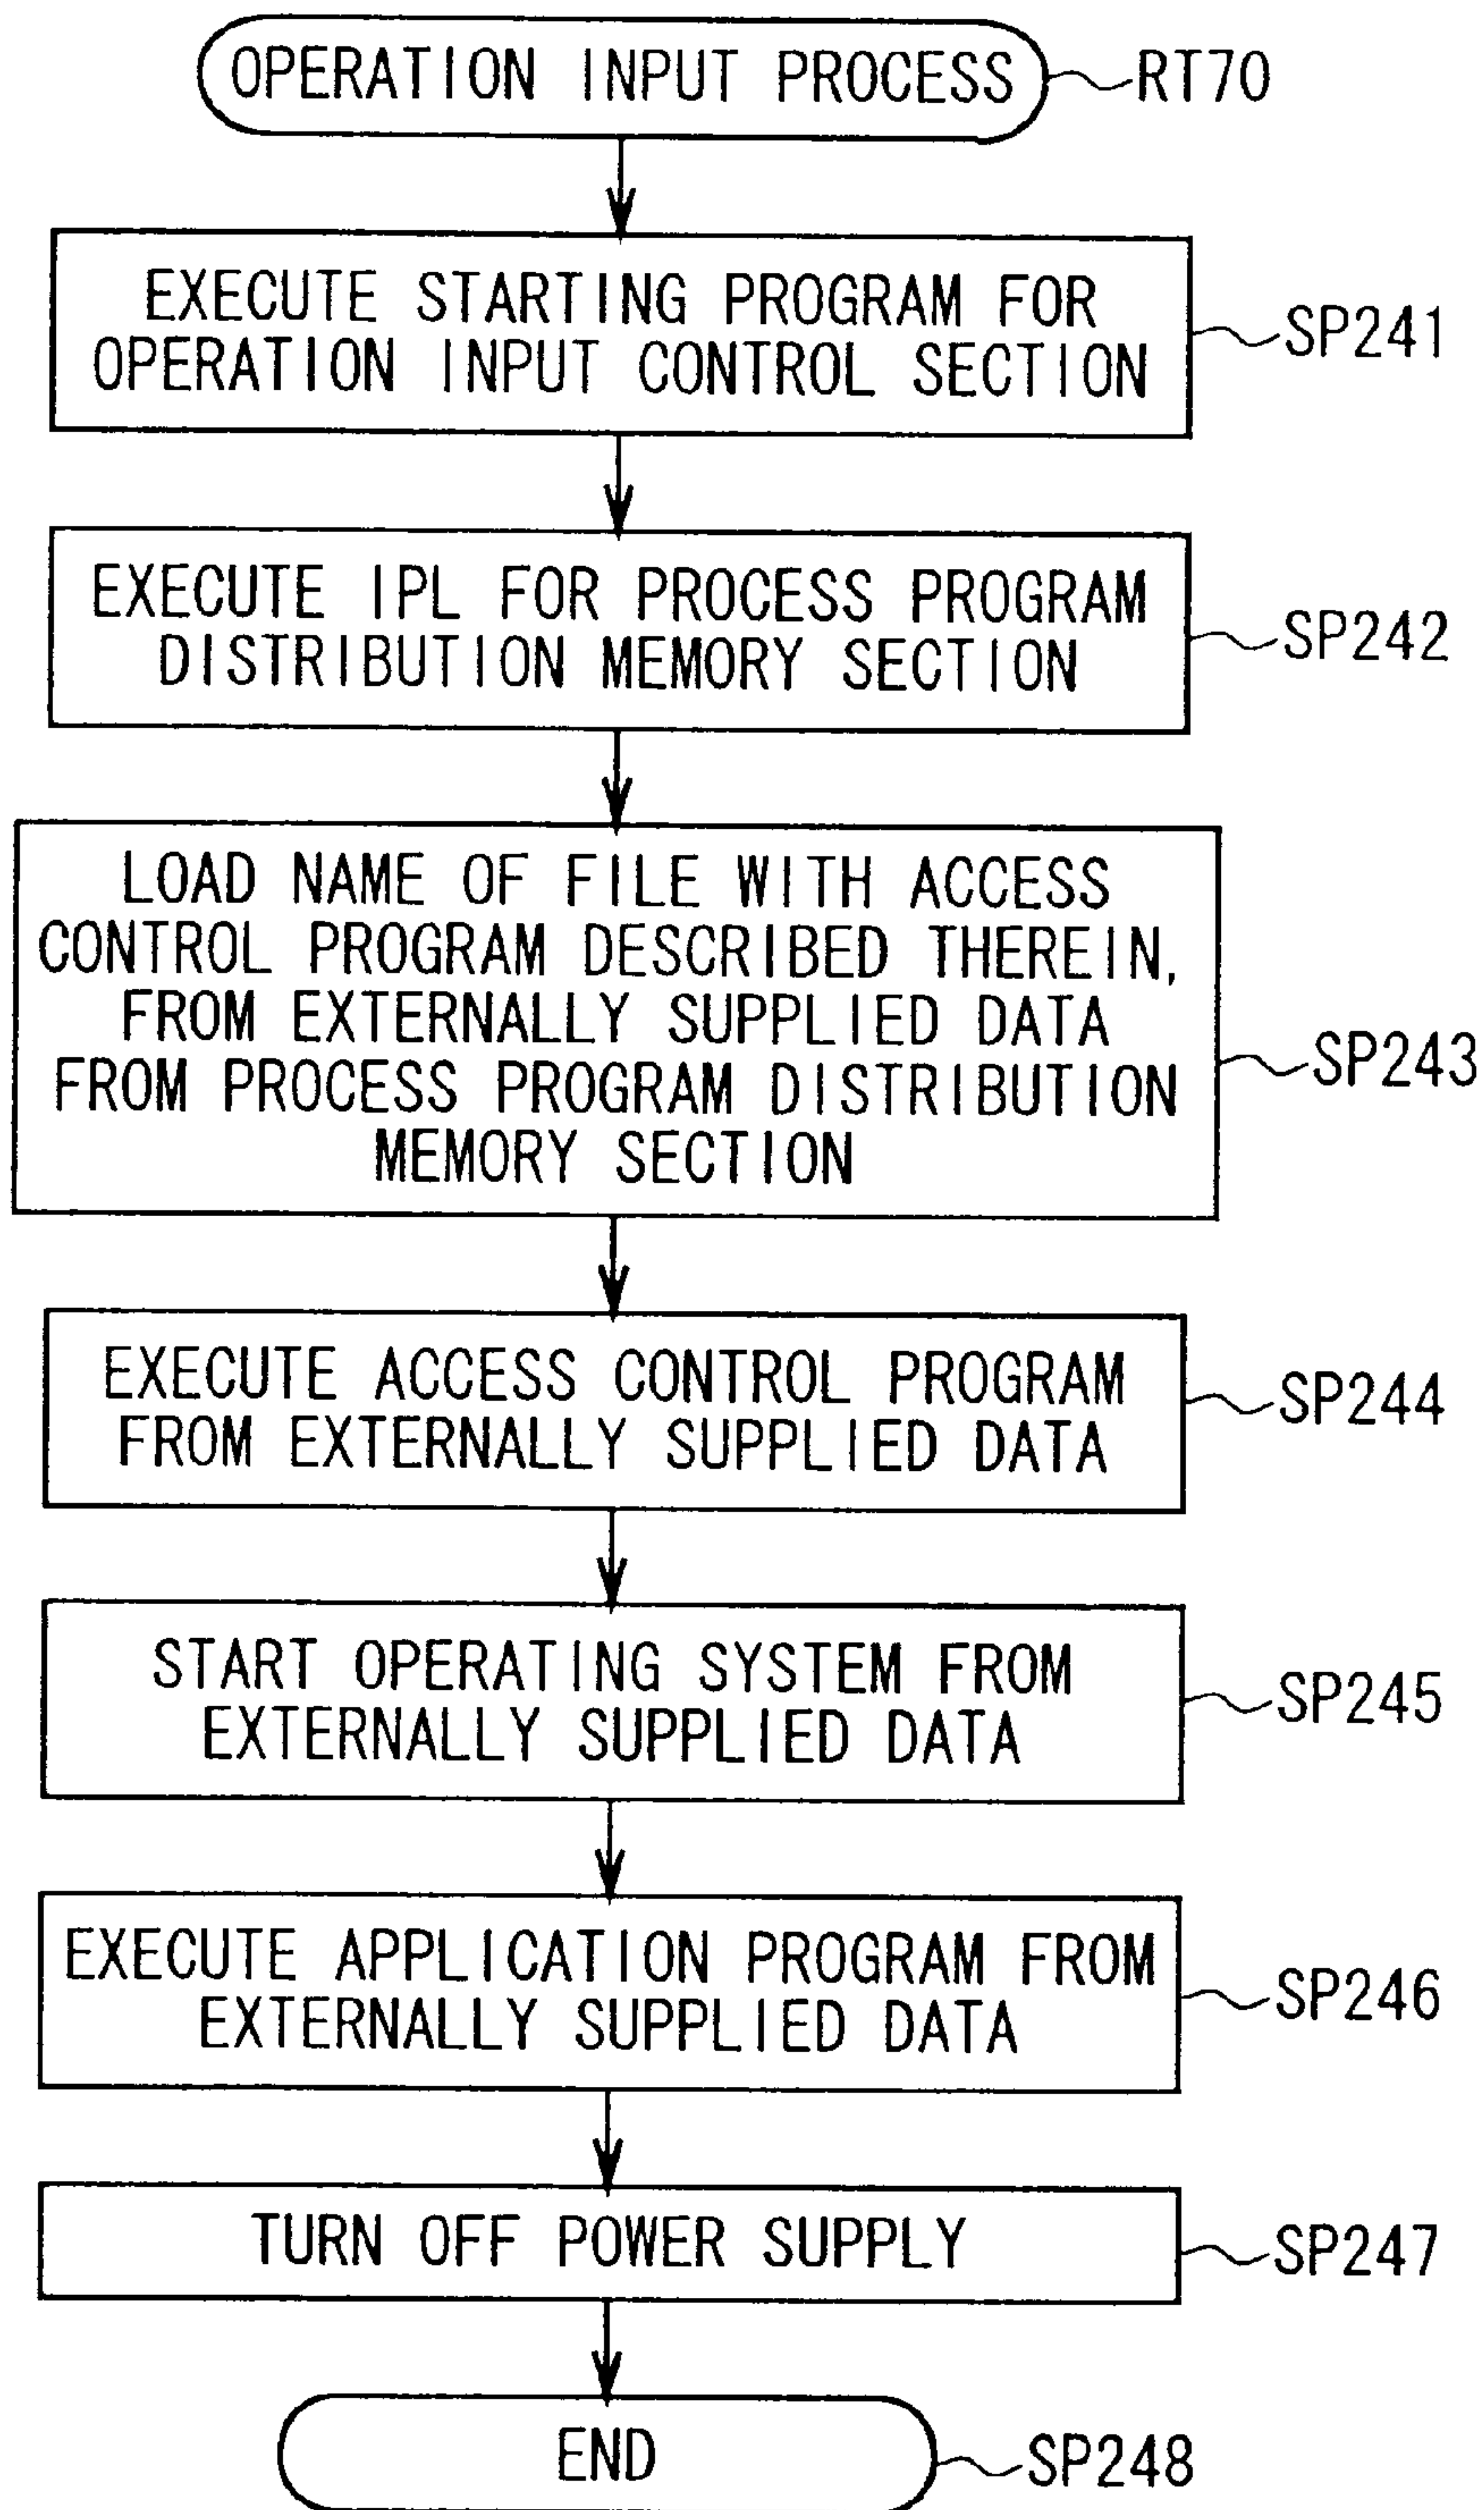 OPERATION INPUT PROCESS
RT70
EXECUTE STARTING PROGRAM FOR
OPERATION INPUT CONTROL SECTION
SP241
EXECUTE IPL FOR PROCESS PROGRAM
DISTRIBUTION MEMORY SECTION
SP242
LOAD NAME OF FILE WITH ACCESS
CONTROL PROGRAM DESCRIBED THEREIN,
FROM EXTERNALLY SUPPLIED DATA
FROM PROCESS PROGRAM DISTRIBUTION
MEMORY SECTION
SP243
EXECUTE ACCESS CONTROL PROGRAM
FROM EXTERNALLY SUPPLIED DATA
SP244
START OPERATING SYSTEM FROM
EXTERNALLY SUPPLIED DATA
SP245
EXECUTE APPLICATION PROGRAM FROM
EXTERNALLY SUPPLIED DATA
SP246
TURN OFF POWER SUPPLY
SP247
END
SP248